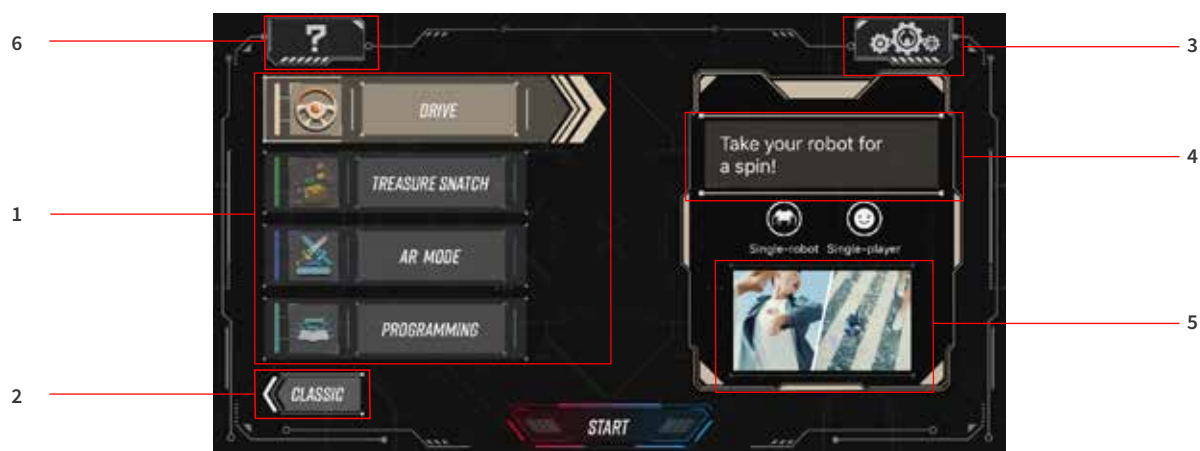 6
?
3
DRIVE
Take your robot for
a spin!
4
TREASURE SNATCH
1
Single-robot Single-player
AR MODE
PROGRAMMING
5
2
CLASSIC
START